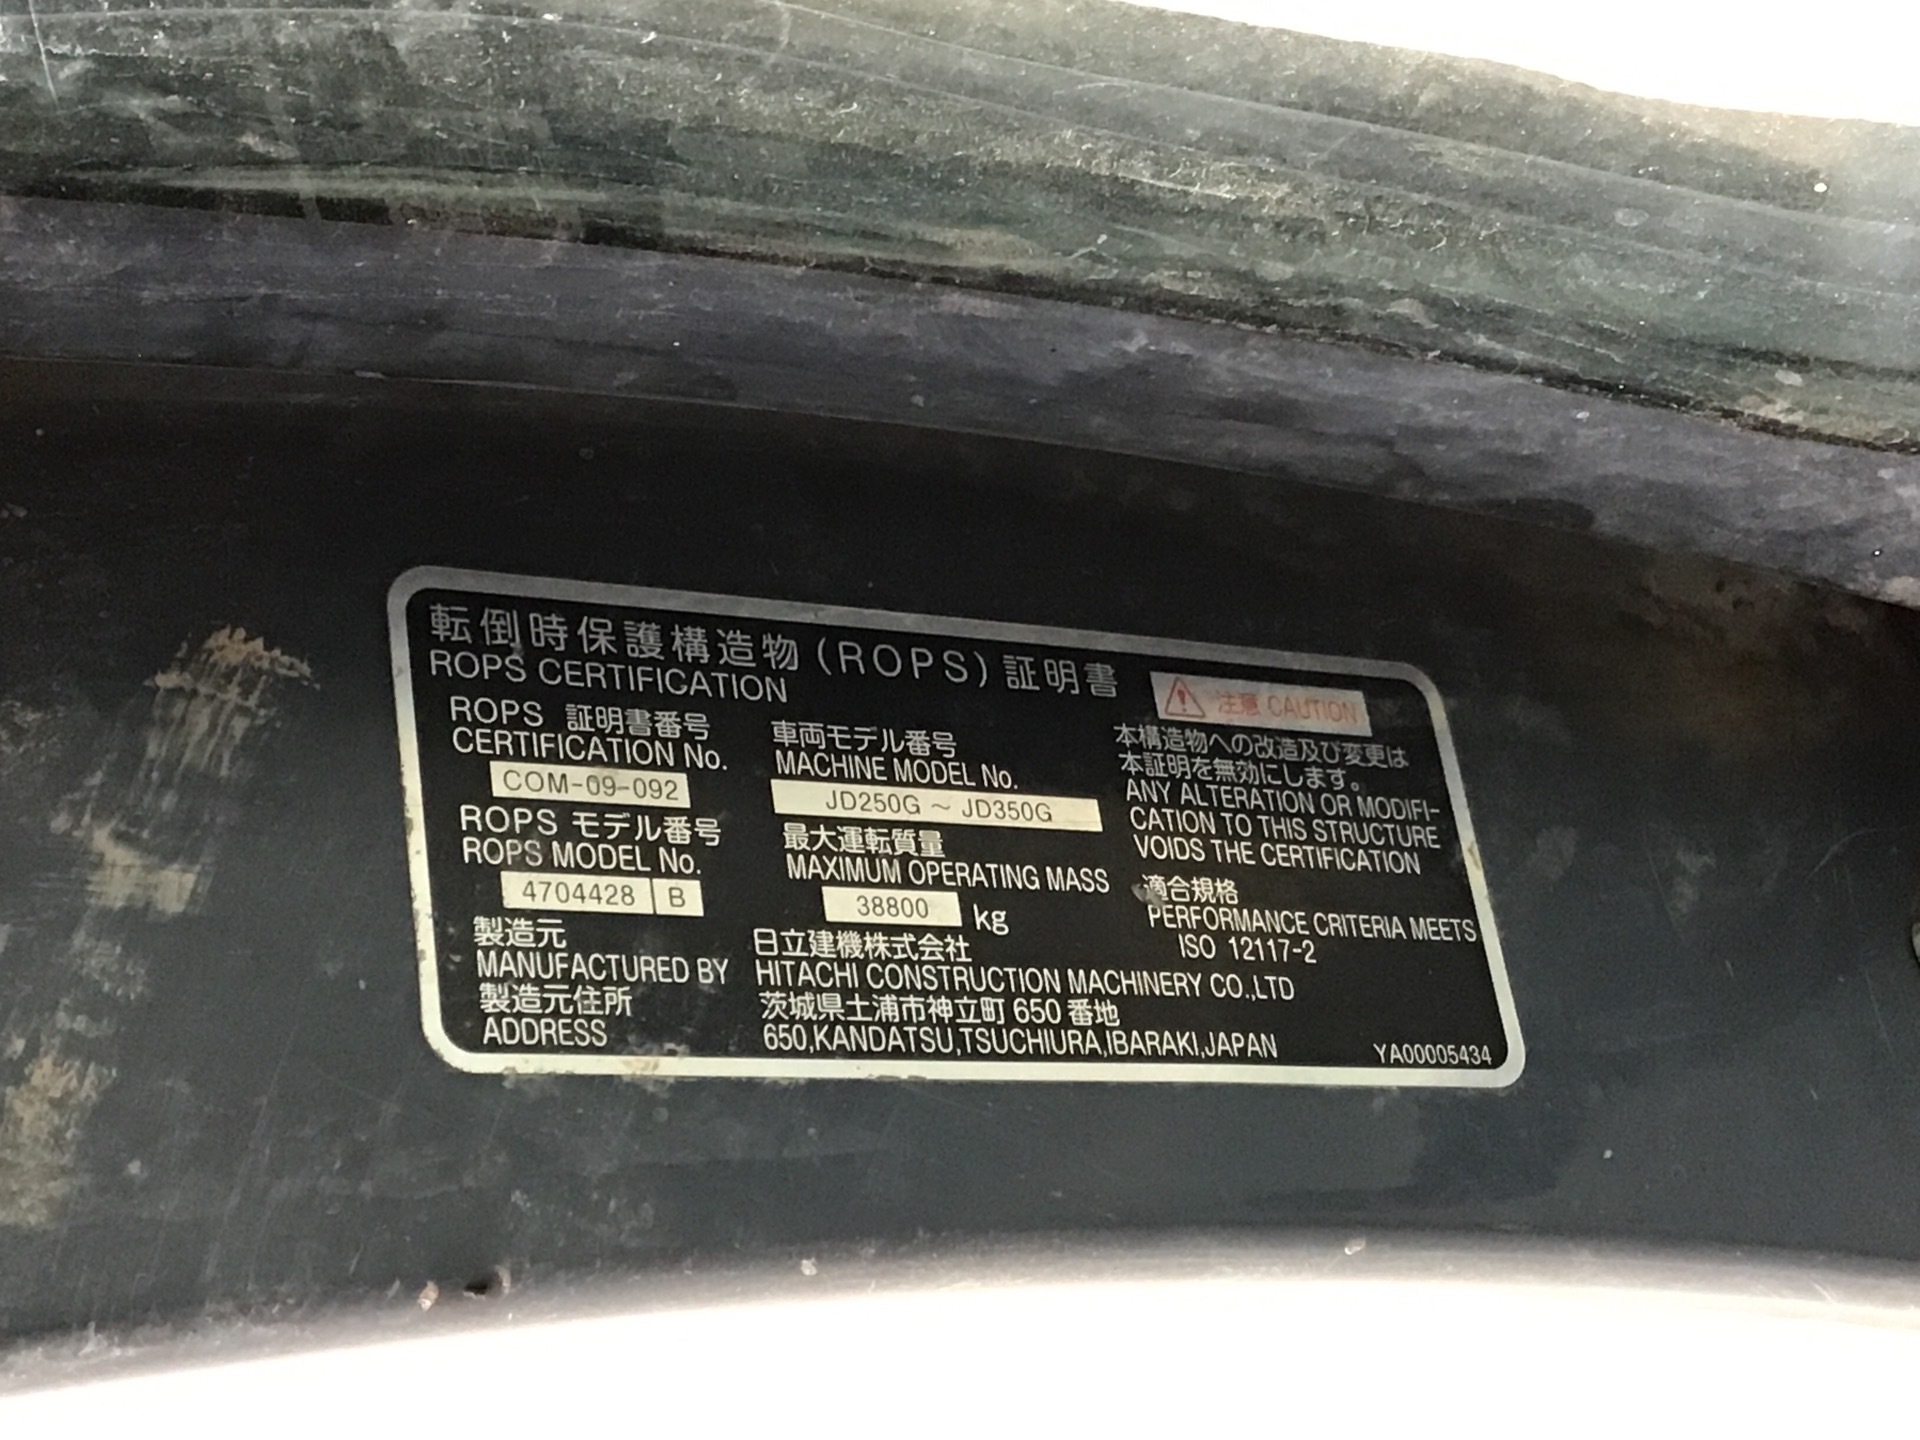 転倒時保護構造物(ROPS)証明書
ROPS CERTIFICATION
ROPS 証明書番号
CERTIFICATION No.
COM-09-092
ROPS モデル番号
ROPS MODEL No.
4704428 B
車両モデル番号
MACHINE MODEL No.
JD250G ～ JD350G
最大運転質量
MAXIMUM OPERATING MASS
38800 kg
注意 CAUTION
本構造物への改造及び変更は
本証明を無効にします。
ANY ALTERATION OR MODIFI-
CATION TO THIS STRUCTURE
VOIDS THE CERTIFICATION
適合規格
PERFORMANCE CRITERIA MEETS
ISO 12117-2
製造元 日立建機株式会社
MANUFACTURED BY HITACHI CONSTRUCTION MACHINERY CO.,LTD
製造元住所 茨城県土浦市神立町 650 番地
ADDRESS 650,KANDATSU,TSUCHIURA,IBARAKI,JAPAN
YA00005434